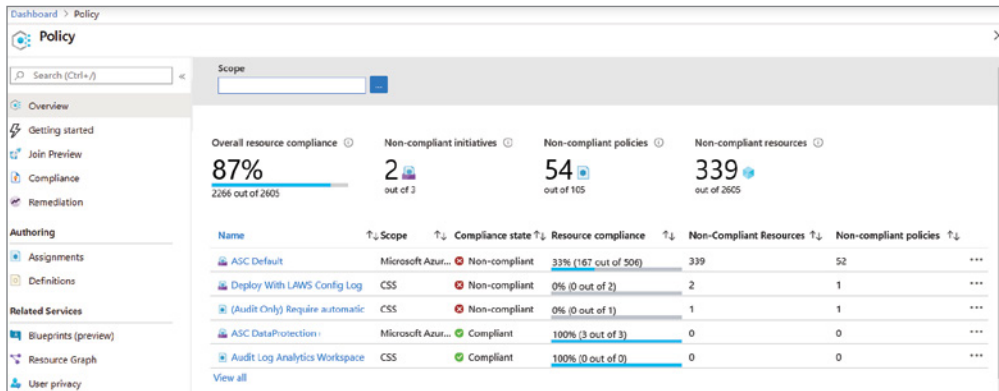 Dashboard > Policy
Policy
Search (Ctrl+/)
«
Overview
Getting started
Join Preview
Compliance
Remediation
Authoring
Assignments
Definitions
Related Services
Blueprints (preview)
Resource Graph
User privacy
Scope
...
Overall resource compliance
87%
2266 out of 2605
Non-compliant initiatives
2
out of 3
Non-compliant policies
54
out of 105
Non-compliant resources
339
out of 2605
Name Scope Compliance state Resource compliance Non-Compliant Resources Non-compliant policies
ASC Default Microsoft Azur... Non-compliant 33% (167 out of 506) 339 52 ...
Deploy With LAWS Config Log CSS Non-compliant 0% (0 out of 2) 2 1 ...
(Audit Only) Require automatic CSS Non-compliant 0% (0 out of 1) 1 1 ...
ASC DataProtection Microsoft Azur... Compliant 100% (3 out of 3) 0 0 ...
Audit Log Analytics Workspace CSS Compliant 100% (0 out of 0) 0 0 ...
View all